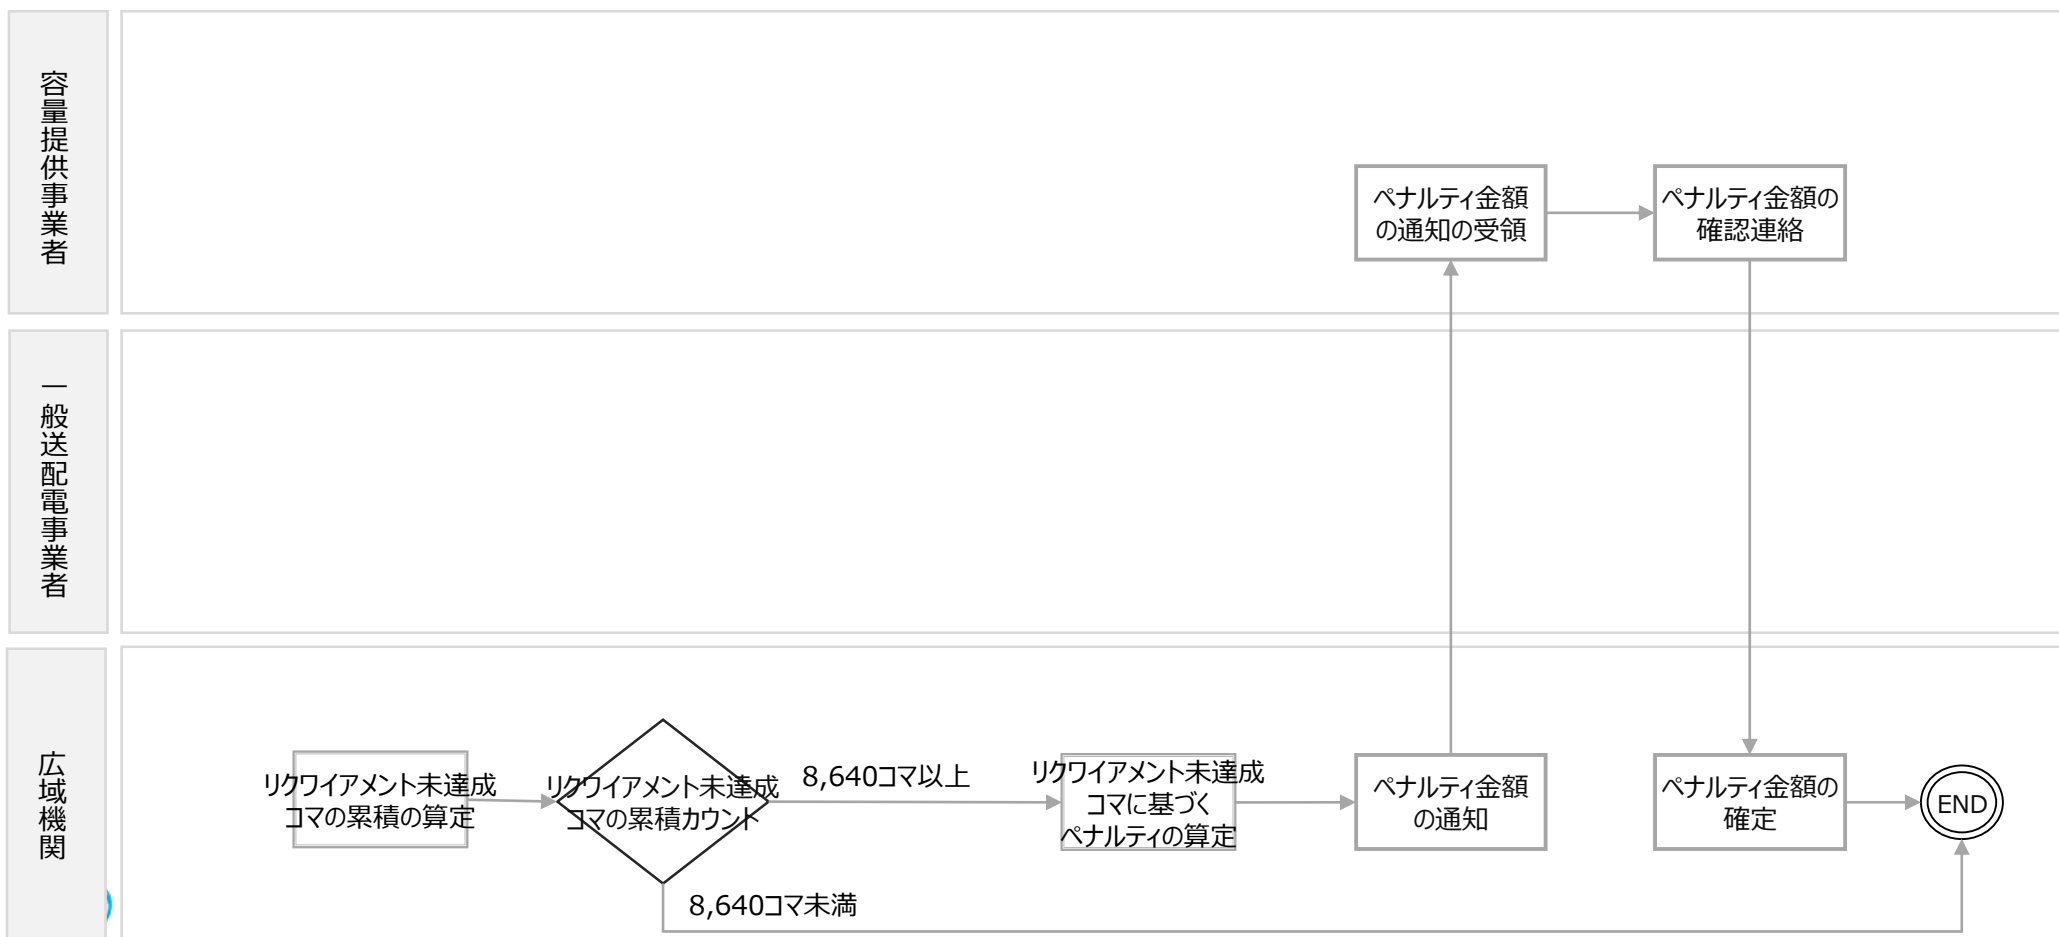 容量提供事業者
ペナルティ金額
の通知の受領
ペナルティ金額の
確認連絡
一般送配電事業者
広域機関
リクワイアメント未達成
コマの累積の算定
リクワイアメント未達成
コマの累積カウント
8,640コマ以上
リクワイアメント未達成
コマに基づく
ペナルティの算定
ペナルティ金額
の通知
ペナルティ金額の
確定
END
8,640コマ未満